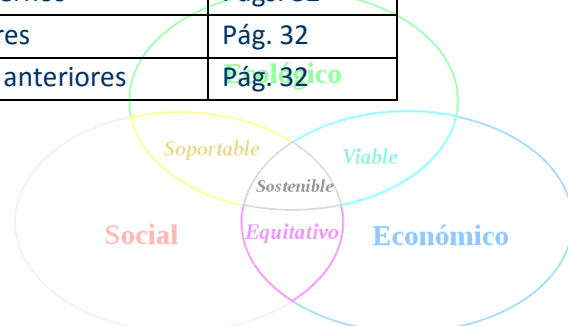 res Pág. 32
anteriores Pág. 32
Ecológico
Soportable
Viable
Sostenible
Social
Equitativo
Económico